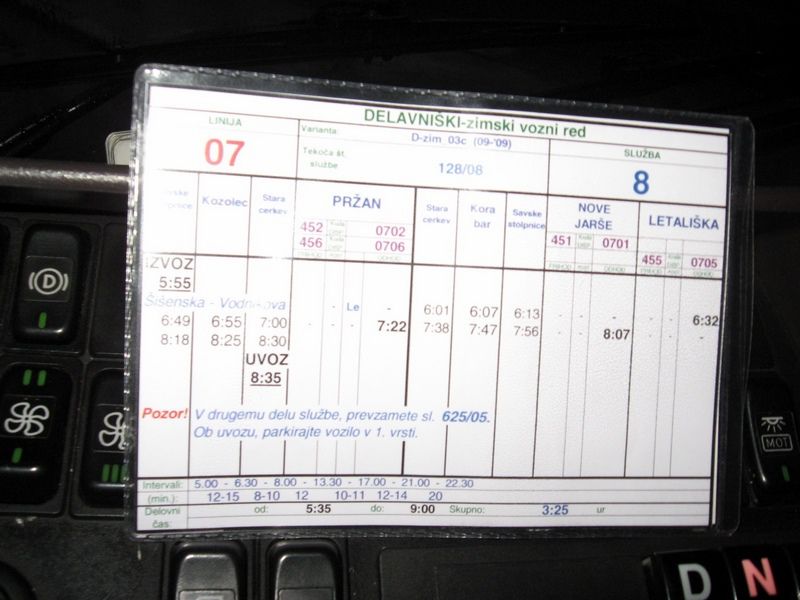 DELAVNIŠKI-zimski vozni red
LINIJA
07
Varianta: D-zim 03c (09-'09)
Tekoča št. službe: 128/08
SLUŽBA
8
Kozolec
Stara cerkev
PRŽAN
452 0702
456 0706
Stara cerkev
Kora bar
Savske stolpnice
NOVE JARŠE
451 0701
LETALIŠKA
455 0705
IZVOZ
5:55
Šišenska - Vodnikova - Le - 6:01 6:07 6:13 - - - 6:32
6:49 6:55 7:00 - - - 7:22 7:38 7:47 7:56 - - 8:07 - -
8:18 8:25 8:30
UVOZ
8:35
Pozor! V drugemu delu službe, prevzamete sl. 625/05.
Ob uvozu, parkirajte vozilo v 1. vrsti.
Intervali: 5.00 - 6.30 - 8.00 - 13.30 - 17.00 - 21.00 - 22.30
(min.): 12-15 8-10 12 10-11 12-14 20
Delovni čas: od: 5:35 do: 9:00 Skupno: 3:25 ur
D
MOT
D N